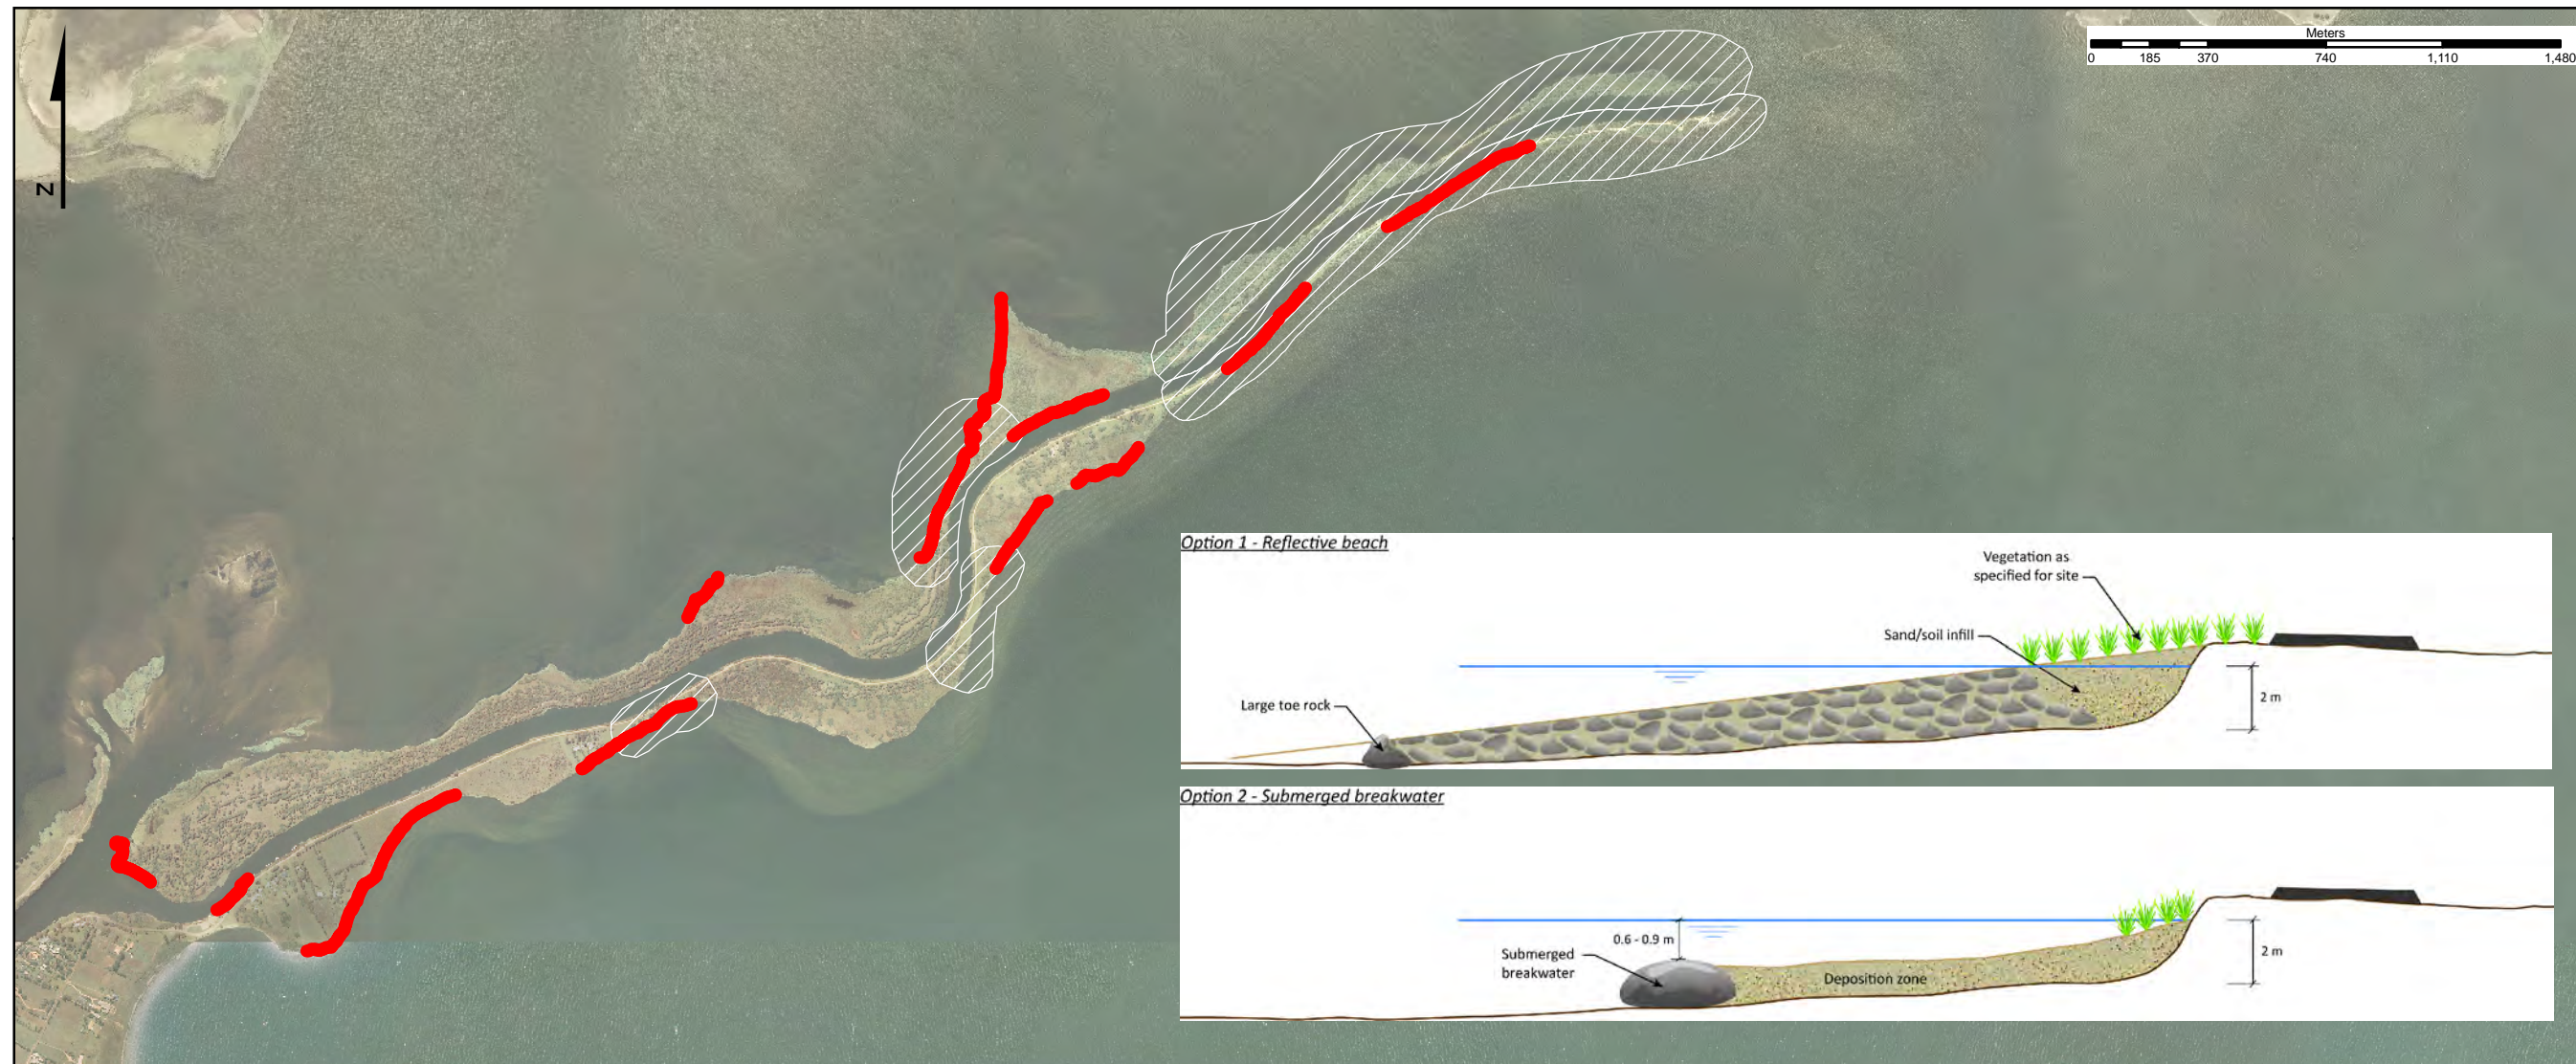 Meters
0 185 370 740 1,110 1,480
N
Option 1 - Reflective beach
Vegetation as
specified for site
Sand/soil infill
Large toe rock
2 m
Option 2 - Submerged breakwater
0.6 - 0.9 m
Submerged
breakwater
Deposition zone
2 m